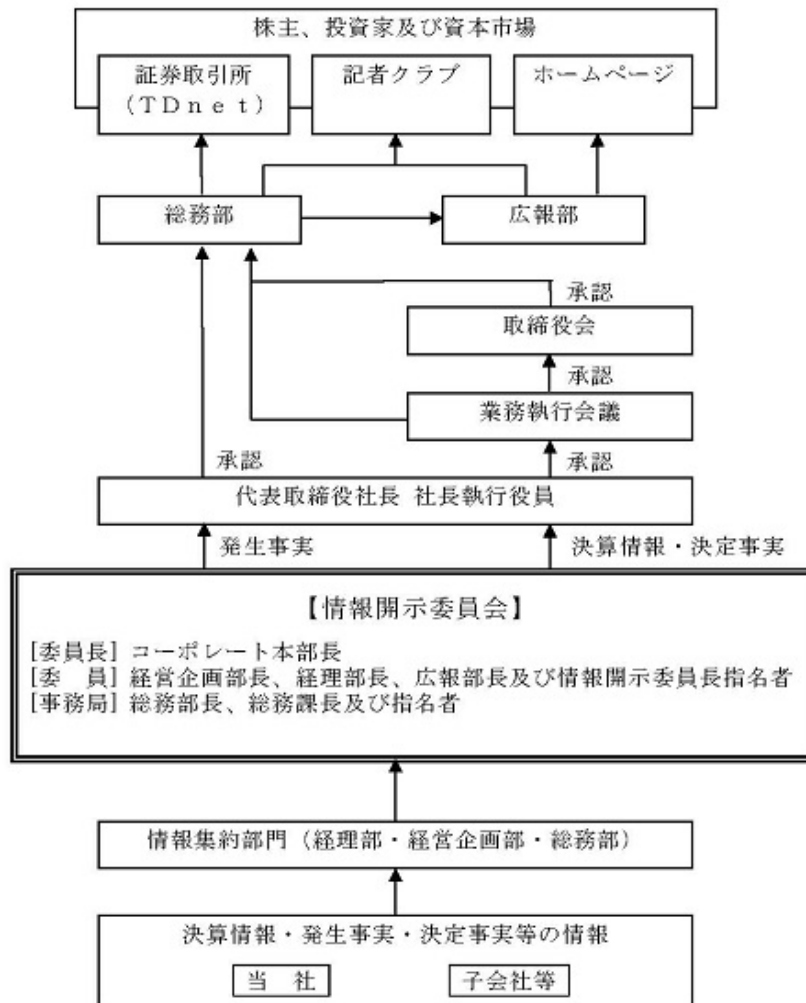 株主、投資家及び資本市場
証券取引所
(TDnet)
記者クラブ
ホームページ
総務部
広報部
承認
取締役会
承認
業務執行会議
承認
承認
代表取締役社長 社長執行役員
発生事実
決算情報・決定事実
【情報開示委員会】
[委員長] コーポレート本部長
[委　員] 経営企画部長、経理部長、広報部長及び情報開示委員長指名者
[事務局] 総務部長、総務課長及び指名者
情報集約部門（経理部・経営企画部・総務部）
決算情報・発生事実・決定事実等の情報
当　社
子会社等